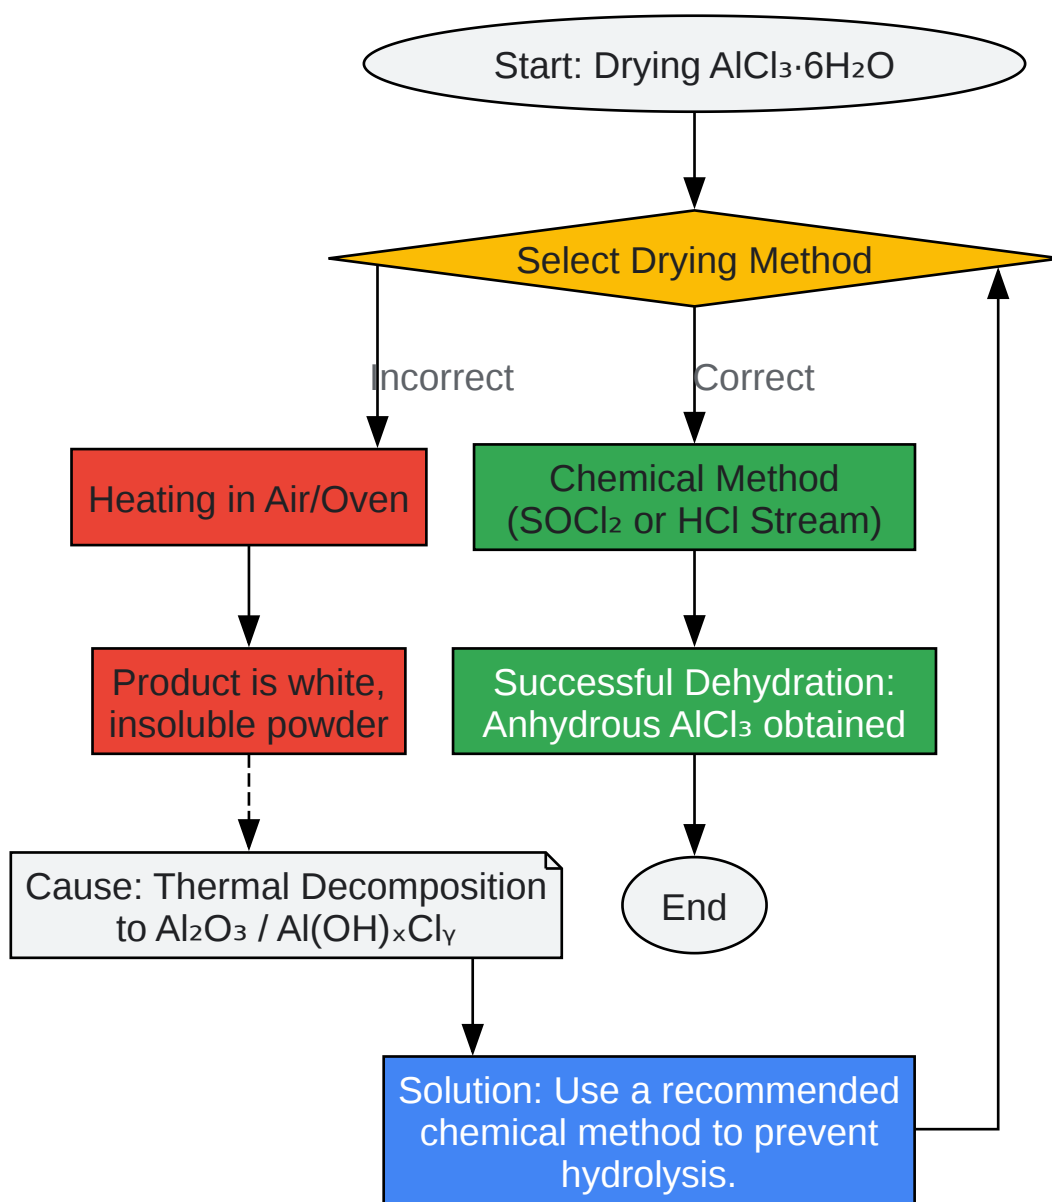 Start: Drying AlCl₃·6H₂O
Select Drying Method
Incorrect
Correct
Heating in Air/Oven
Chemical Method
(SOCl₂ or HCl Stream)
Product is white,
insoluble powder
Successful Dehydration:
Anhydrous AlCl₃ obtained
Cause: Thermal Decomposition
to Al₂O₃ / Al(OH)ₓClᵧ
End
Solution: Use a recommended
chemical method to prevent
hydrolysis.